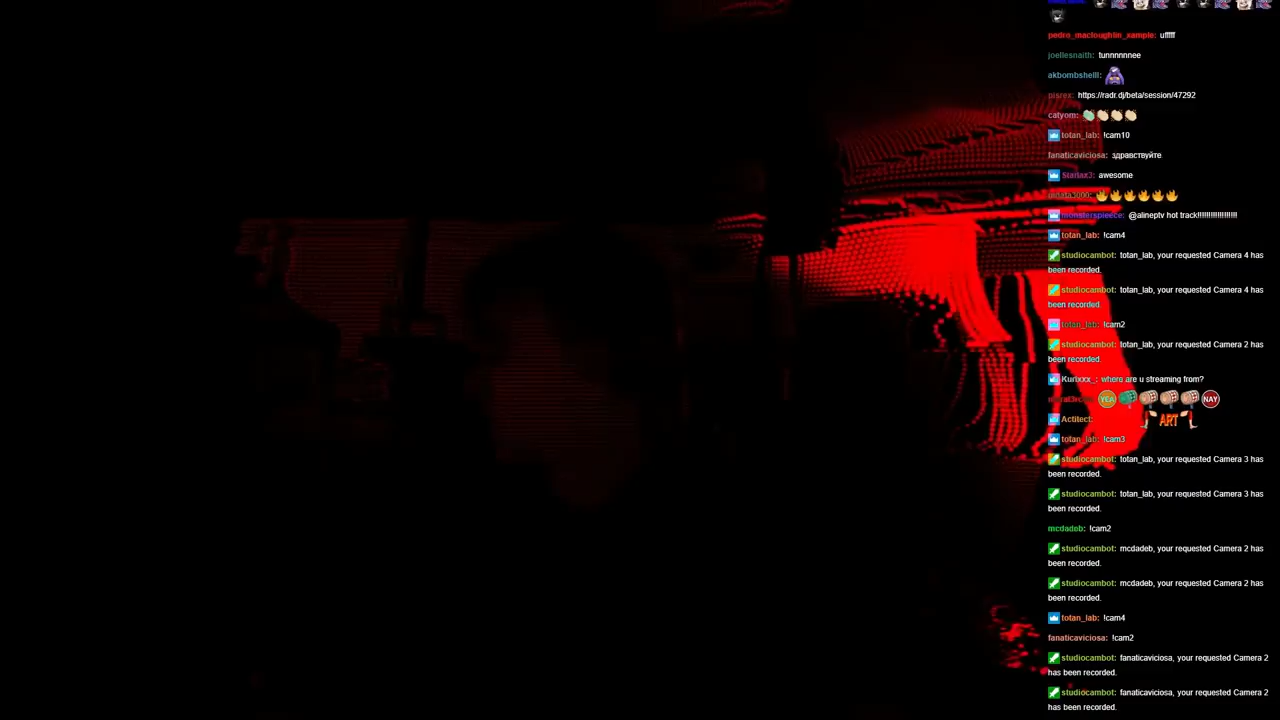 pedro_macloughlin_xample: ufffff
joellesnaith: tunnnnnnee
akbombshelll:
nisrex: https://radr.dj/beta/session/47292
catyom:
totan_lab: !cam10
fanaticaviciosa: здравствуйте
Stariax3: awesome
monsterspieece: @alineptv hot track!!!!!!!!!!!!!!!!!!
totan_lab: !cam4
studiocambot: totan_lab, your requested Camera 4 has
been recorded.
studiocambot: totan_lab, your requested Camera 4 has
been recorded.
totan_lab: !cam2
studiocambot: totan_lab, your requested Camera 2 has
been recorded.
Kurixxx_: where are u streaming from?
YEA NAY
Actitect: ART
totan_lab: !cam3
studiocambot: totan_lab, your requested Camera 3 has
been recorded.
studiocambot: totan_lab, your requested Camera 3 has
been recorded.
mcdadeb: !cam2
studiocambot: mcdadeb, your requested Camera 2 has
been recorded.
studiocambot: mcdadeb, your requested Camera 2 has
been recorded.
totan_lab: !cam4
fanaticaviciosa: !cam2
studiocambot: fanaticaviciosa, your requested Camera 2
has been recorded.
studiocambot: fanaticaviciosa, your requested Camera 2
has been recorded.